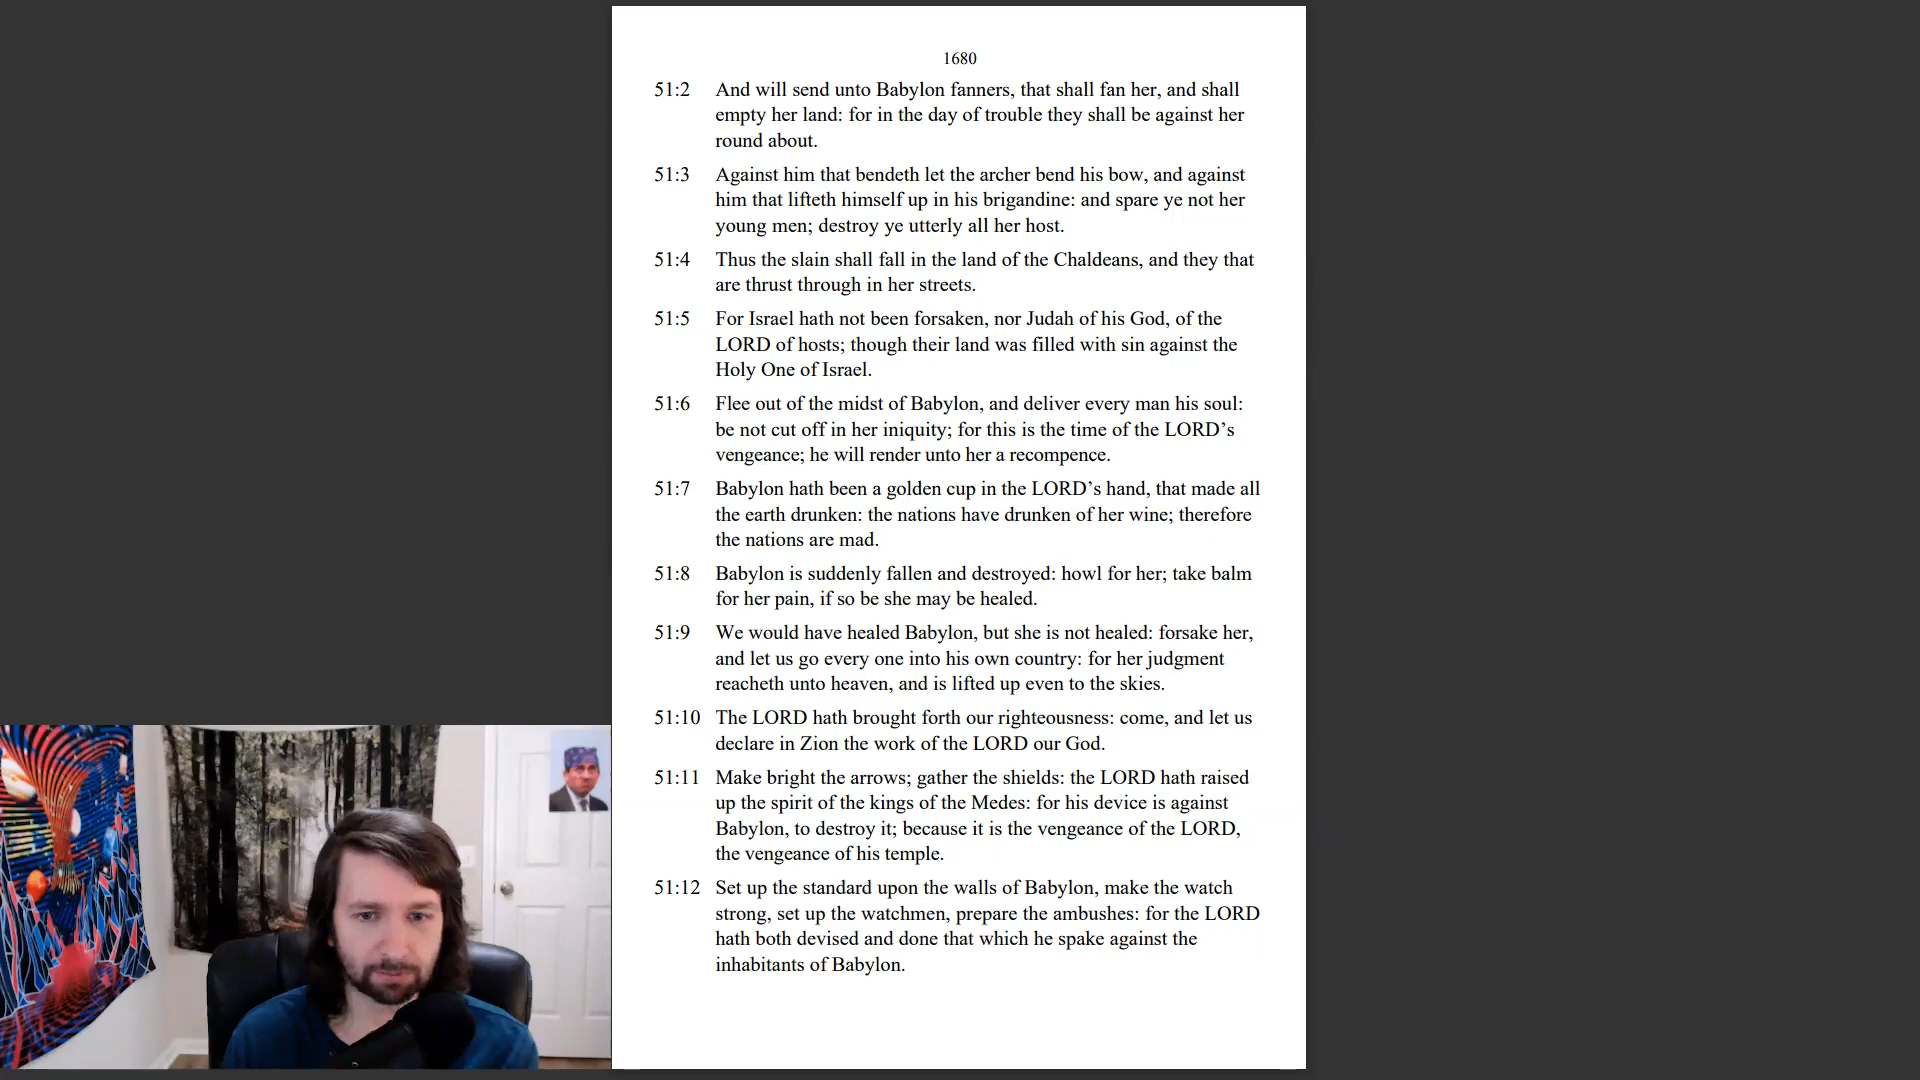 1680
51:2 And will send unto Babylon fanners, that shall fan her, and shall
empty her land: for in the day of trouble they shall be against her
round about.
51:3 Against him that bendeth let the archer bend his bow, and against
him that lifteth himself up in his brigandine: and spare ye not her
young men; destroy ye utterly all her host.
51:4 Thus the slain shall fall in the land of the Chaldeans, and they that
are thrust through in her streets.
51:5 For Israel hath not been forsaken, nor Judah of his God, of the
LORD of hosts; though their land was filled with sin against the
Holy One of Israel.
51:6 Flee out of the midst of Babylon, and deliver every man his soul:
be not cut off in her iniquity; for this is the time of the LORD’s
vengeance; he will render unto her a recompence.
51:7 Babylon hath been a golden cup in the LORD’s hand, that made all
the earth drunken: the nations have drunken of her wine; therefore
the nations are mad.
51:8 Babylon is suddenly fallen and destroyed: howl for her; take balm
for her pain, if so be she may be healed.
51:9 We would have healed Babylon, but she is not healed: forsake her,
and let us go every one into his own country: for her judgment
reacheth unto heaven, and is lifted up even to the skies.
51:10 The LORD hath brought forth our righteousness: come, and let us
declare in Zion the work of the LORD our God.
51:11 Make bright the arrows; gather the shields: the LORD hath raised
up the spirit of the kings of the Medes: for his device is against
Babylon, to destroy it; because it is the vengeance of the LORD,
the vengeance of his temple.
51:12 Set up the standard upon the walls of Babylon, make the watch
strong, set up the watchmen, prepare the ambushes: for the LORD
hath both devised and done that which he spake against the
inhabitants of Babylon.